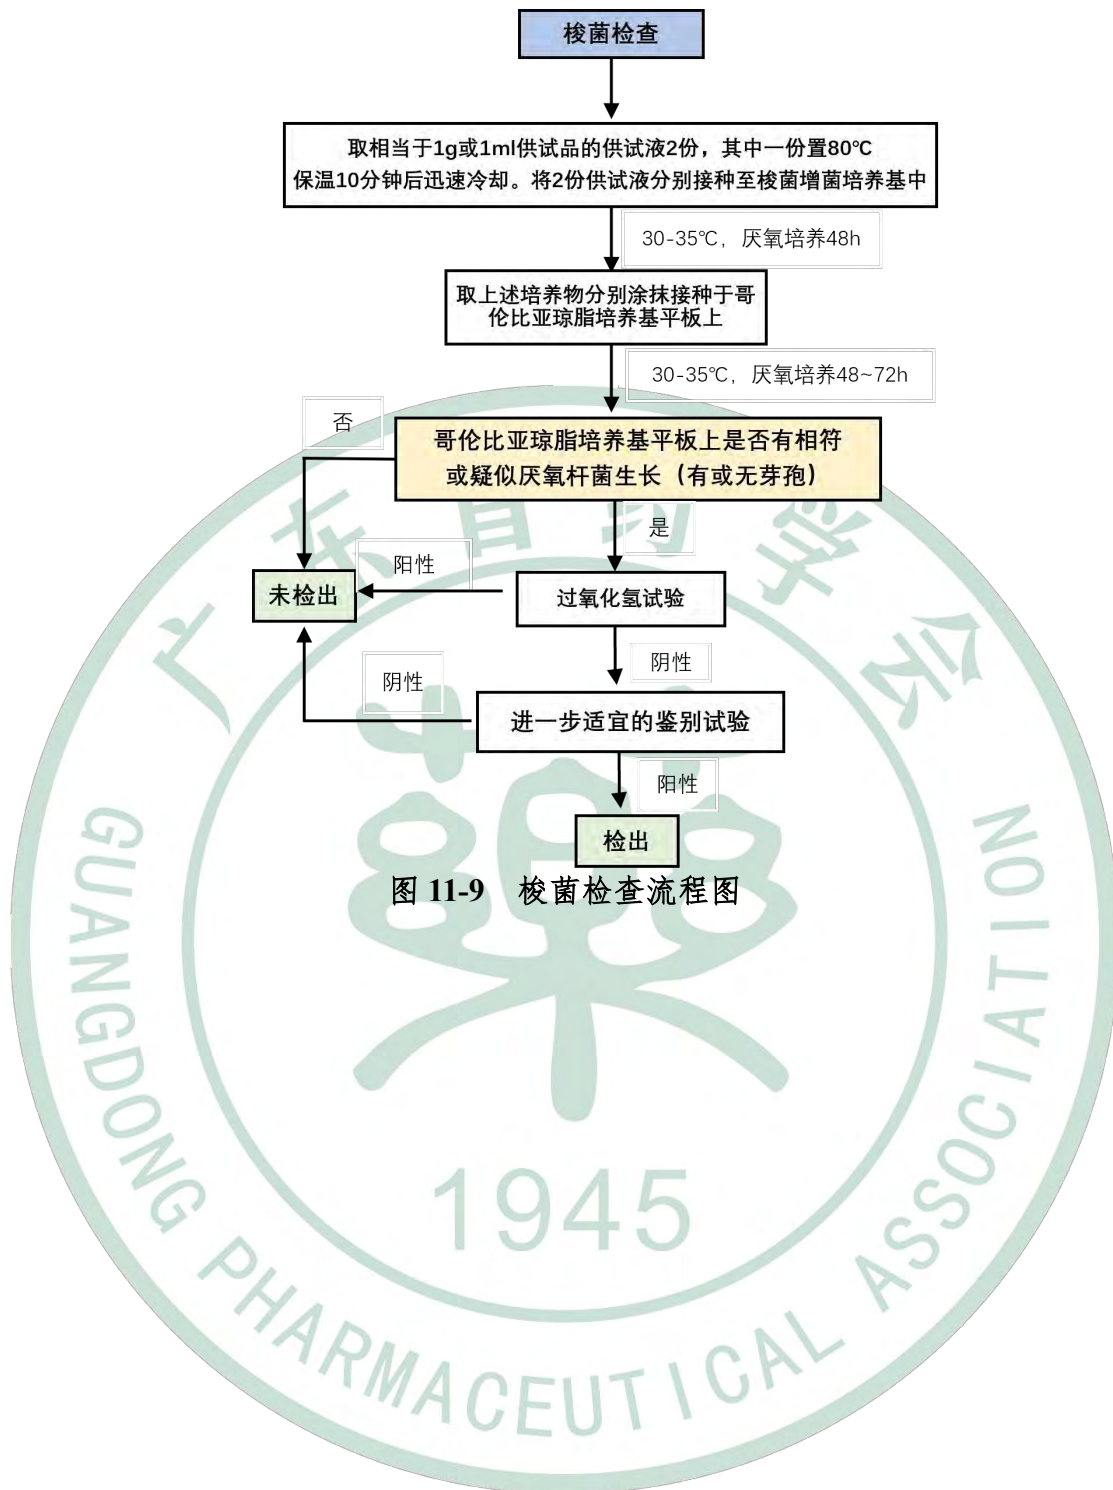 梭菌检查
取相当于1g或1ml供试品的供试液2份，其中一份置80℃
保温10分钟后迅速冷却。将2份供试液分别接种至梭菌增菌培养基中
30-35℃，厌氧培养48h
取上述培养物分别涂抹接种于哥
伦比亚琼脂培养基平板上
30-35℃，厌氧培养48~72h
否
哥伦比亚琼脂培养基平板上是否有相符
或疑似厌氧杆菌生长（有或无芽孢）
是
阳性
未检出
过氧化氢试验
阴性
阴性
进一步适宜的鉴别试验
阳性
检出
图 11-9 梭菌检查流程图
广东省药学会
1945
GUANGDONG PHARMACEUTICAL ASSOCIATION